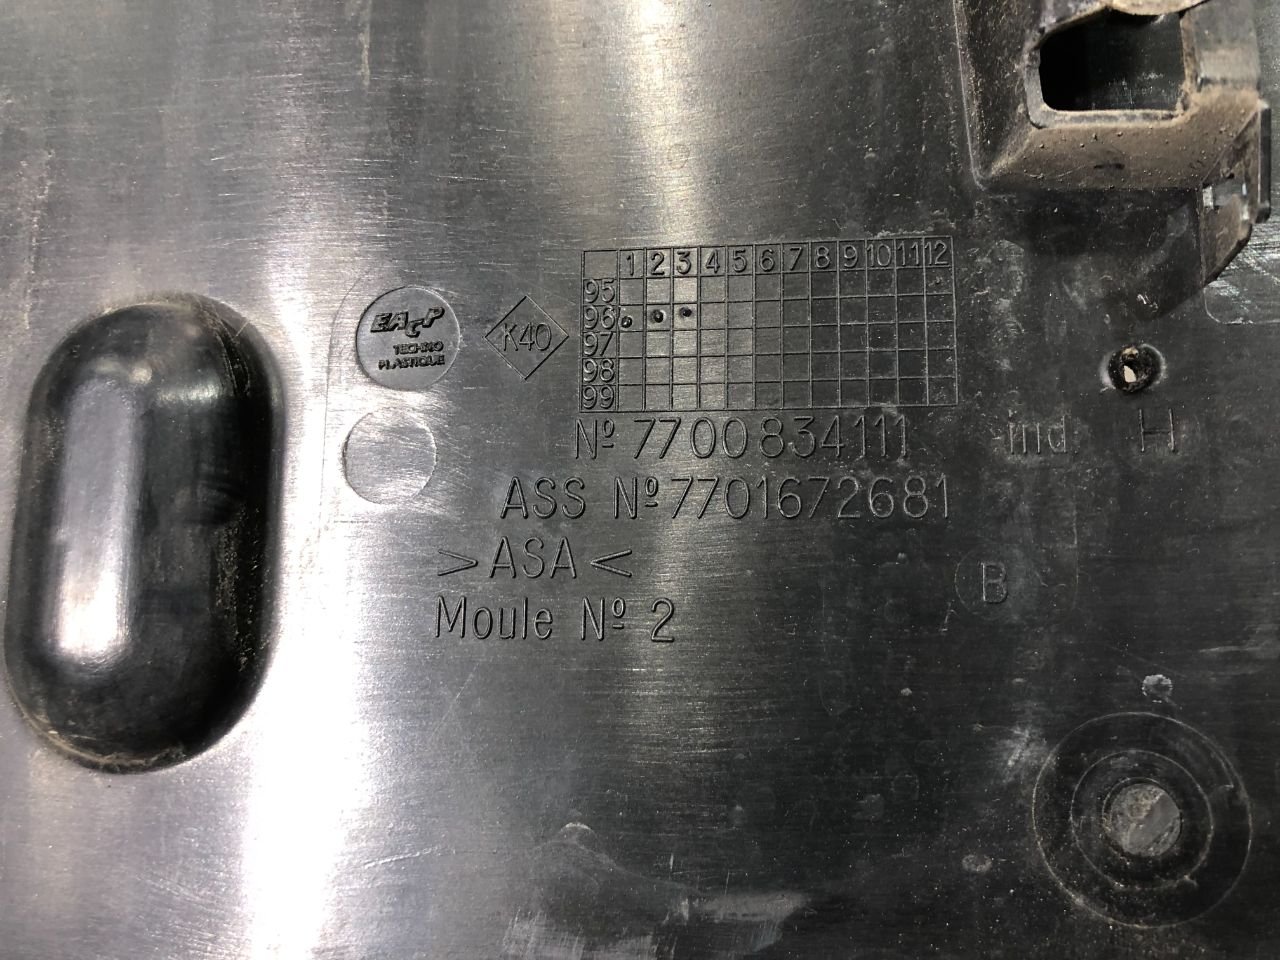 1 2 3 4 5 6 7 8 9 10 11 12
95
96
97
98
99
EACP
TECHNO
PLASTIQUE
K40
Nº 7700834111 ind. H
ASS Nº 7701672681
>ASA<
B
Moule Nº 2